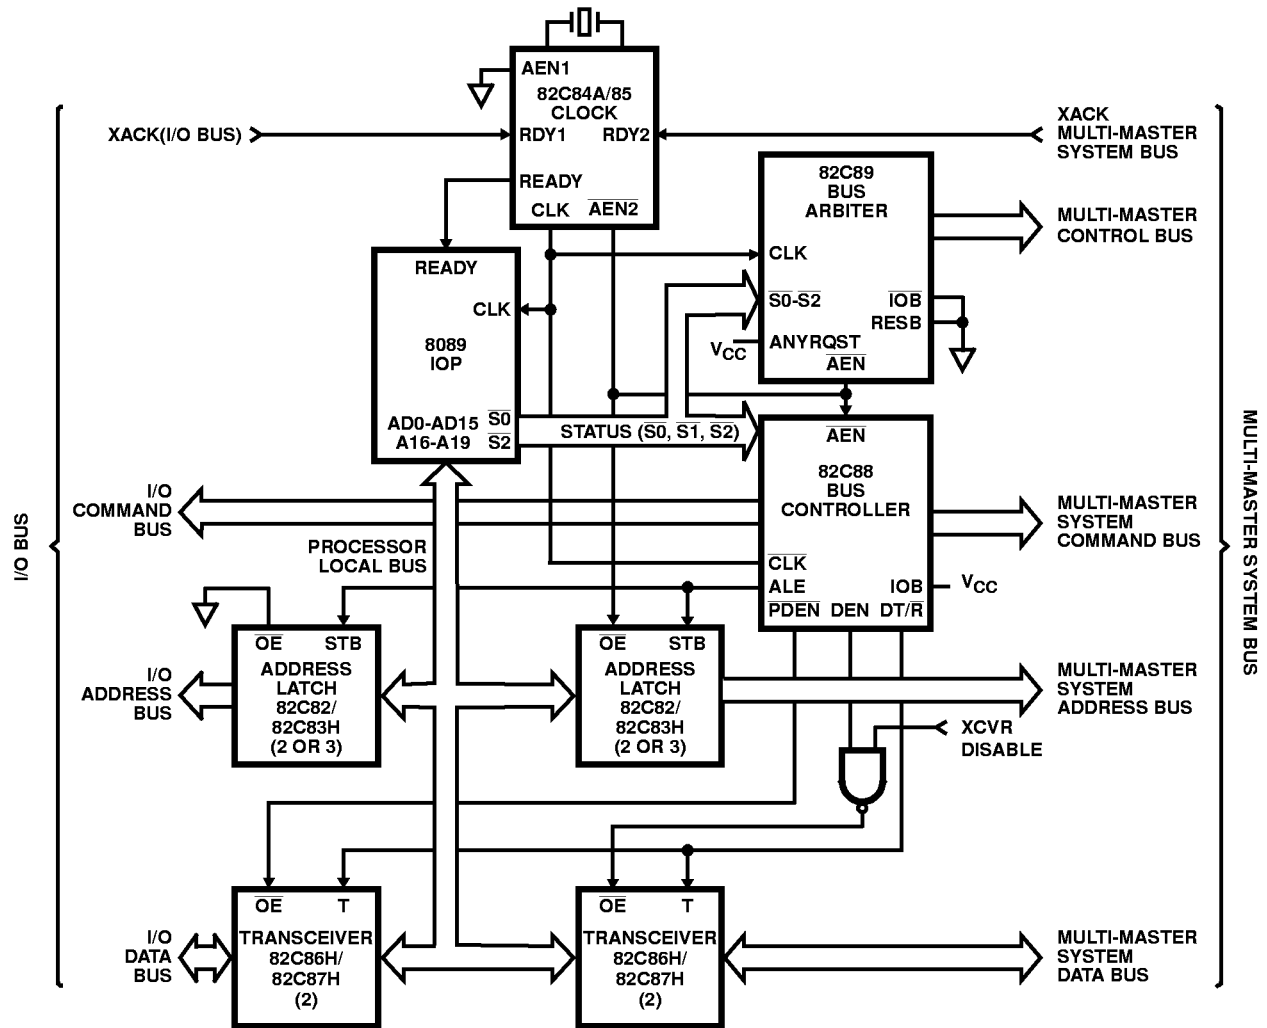 AEN1
82C84A/85
CLOCK
XACK(I/O BUS)
RDY1
RDY2
XACK
MULTI-MASTER
SYSTEM BUS
READY
CLK
AEN2
82C89
BUS
ARBITER
MULTI-MASTER
CONTROL BUS
CLK
S0-S2
IOB
RESB
VCC
ANYRQST
AEN
READY
CLK
8089
IOP
AD0-AD15
A16-A19
S0
S2
STATUS (S0, S1, S2)
AEN
82C88
BUS
CONTROLLER
I/O
COMMAND
BUS
MULTI-MASTER
SYSTEM
COMMAND BUS
I/O BUS
MULTI-MASTER SYSTEM BUS
PROCESSOR
LOCAL BUS
CLK
ALE
IOB
VCC
PDEN
DEN
DT/R
OE
STB
ADDRESS
LATCH
82C82/
82C83H
(2 OR 3)
I/O
ADDRESS
BUS
OE
STB
ADDRESS
LATCH
82C82/
82C83H
(2 OR 3)
MULTI-MASTER
SYSTEM
ADDRESS BUS
XCVR
DISABLE
OE
T
TRANSCEIVER
82C86H/
82C87H
(2)
I/O
DATA
BUS
OE
T
TRANSCEIVER
82C86H/
82C87H
(2)
MULTI-MASTER
SYSTEM
DATA BUS